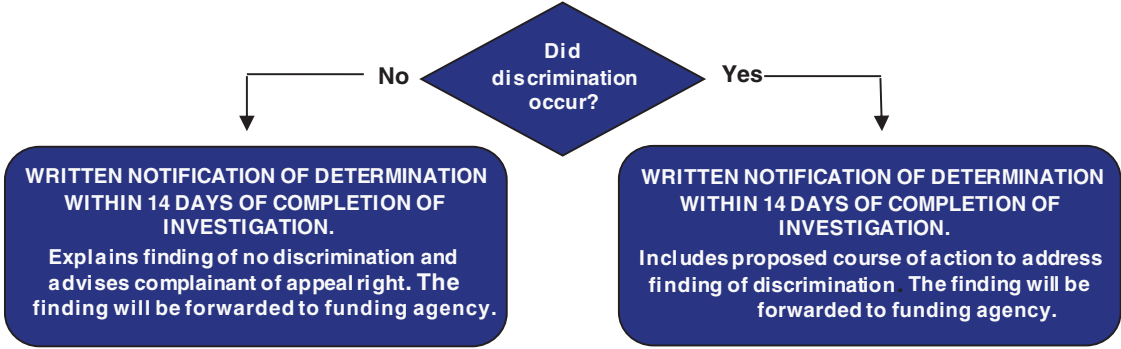 Did
discrimination
occur?
No
Yes
WRITTEN NOTIFICATION OF DETERMINATION
WITHIN 14 DAYS OF COMPLETION OF
INVESTIGATION.
Explains finding of no discrimination and
advises complainant of appeal right. The
finding will be forwarded to funding agency.
WRITTEN NOTIFICATION OF DETERMINATION
WITHIN 14 DAYS OF COMPLETION OF
INVESTIGATION.
Includes proposed course of action to address
finding of discrimination. The finding will be
forwarded to funding agency.